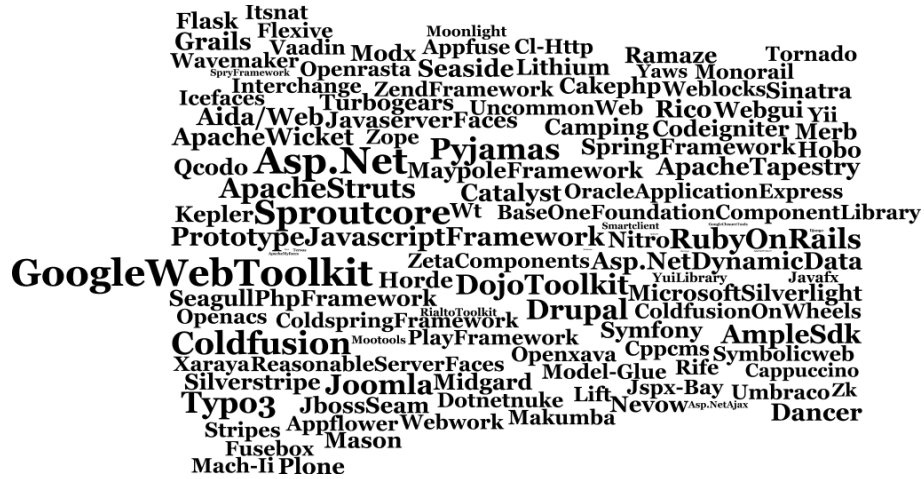 Flask Itsnat
Flexive Moonlight
Grails Vaadin Modx Appfuse Cl-Http Ramaze Tornado
Wavemaker SpryFramework Openrasta Seaside Lithium Yaws Monorail
Interchange ZendFramework Cakephp Weblocks Sinatra
Icefaces Turbogears UncommonWeb Rico Webgui Yii
Aida/Web JavaserverFaces Camping Codeigniter Merb
ApacheWicket Zope Pyjamas SpringFramework Hobo
Qcodo Asp.Net MaypoleFramework ApacheTapestry
ApacheStruts Catalyst OracleApplicationExpress
Kepler Sproutcore Wt BaseOneFoundationComponentLibrary
Smartclient
PrototypeJavascriptFramework Nitro RubyOnRails
GoogleWebToolkit ZetaComponents Asp.NetDynamicData
Horde DojoToolkit YuiLibrary Javafx
SeagullPhpFramework MicrosoftSilverlight
Openacs ColdspringFramework RialtoToolkit Drupal ColdfusionOnWheels
Coldfusion Mootools PlayFramework Symfony AmpleSdk
XarayaReasonableServerFaces Openxava Cppcms Symbolicweb
Silverstripe Joomla Midgard Model-Glue Rife Cappuccino
Typo3 JbossSeam Dotnetnuke Lift Jspx-Bay Umbraco Zk
Nevow Asp.NetAjax Dancer
Stripes Appflower Webwork Makumba
Fusebox Mason
Mach-Ii Plone